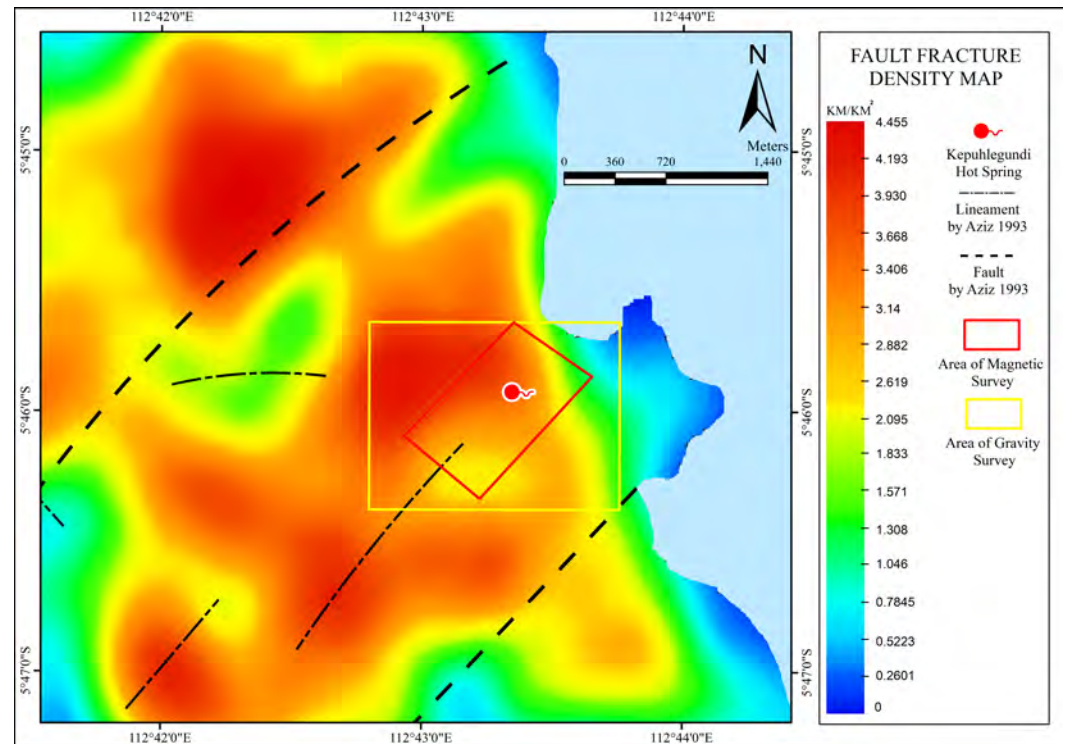 112°42'0"E
112°43'0"E
112°44'0"E
5°45'0"S
5°46'0"S
5°47'0"S
N
Meters
0 360 720 1,440
5°45'0"S
5°46'0"S
5°47'0"S
112°42'0"E
112°43'0"E
112°44'0"E
FAULT FRACTURE
DENSITY MAP
KM/KM²
4.455
4.193
3.930
3.668
3.406
3.14
2.882
2.619
2.095
1.833
1.571
1.308
1.046
0.7845
0.5223
0.2601
0
Kepuhlegundi
Hot Spring
Lineament
by Aziz 1993
Fault
by Aziz 1993
Area of Magnetic
Survey
Area of Gravity
Survey